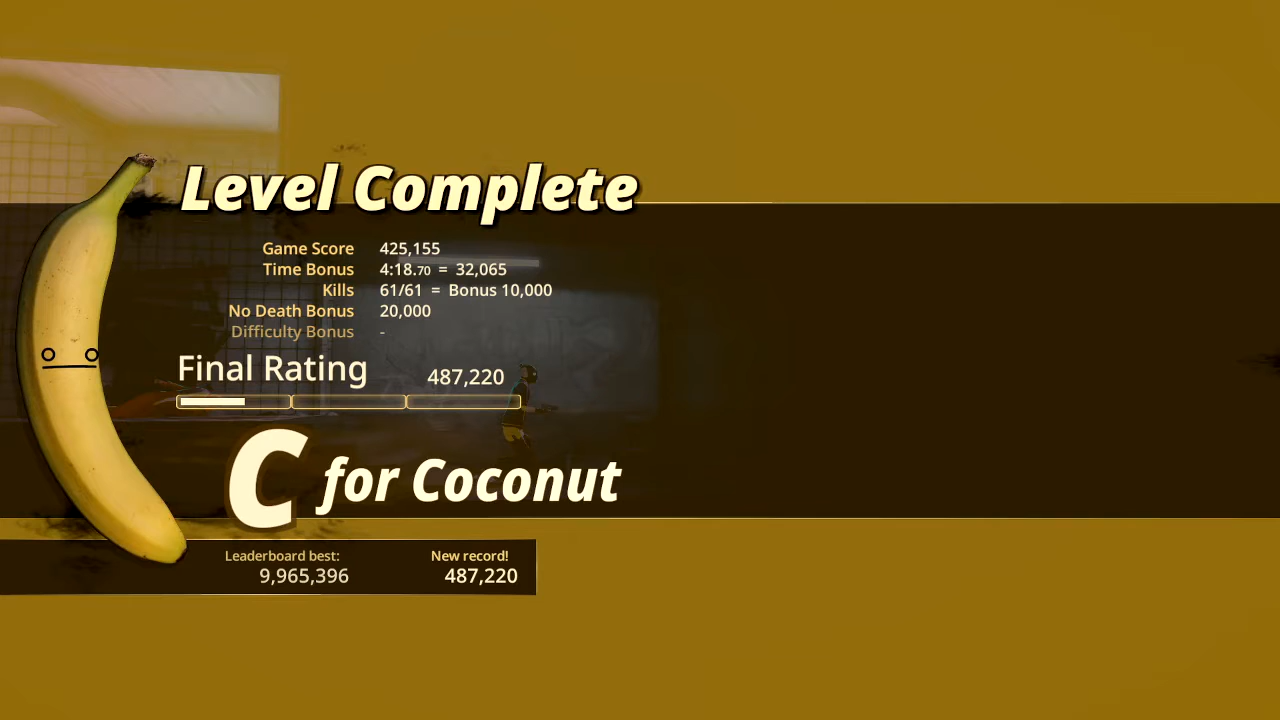 Level Complete
Game Score 425,155
Time Bonus 4:18.70 = 32,065
Kills 61/61 = Bonus 10,000
No Death Bonus 20,000
Difficulty Bonus -
Final Rating 487,220
C for Coconut
Leaderboard best: New record!
9,965,396 487,220